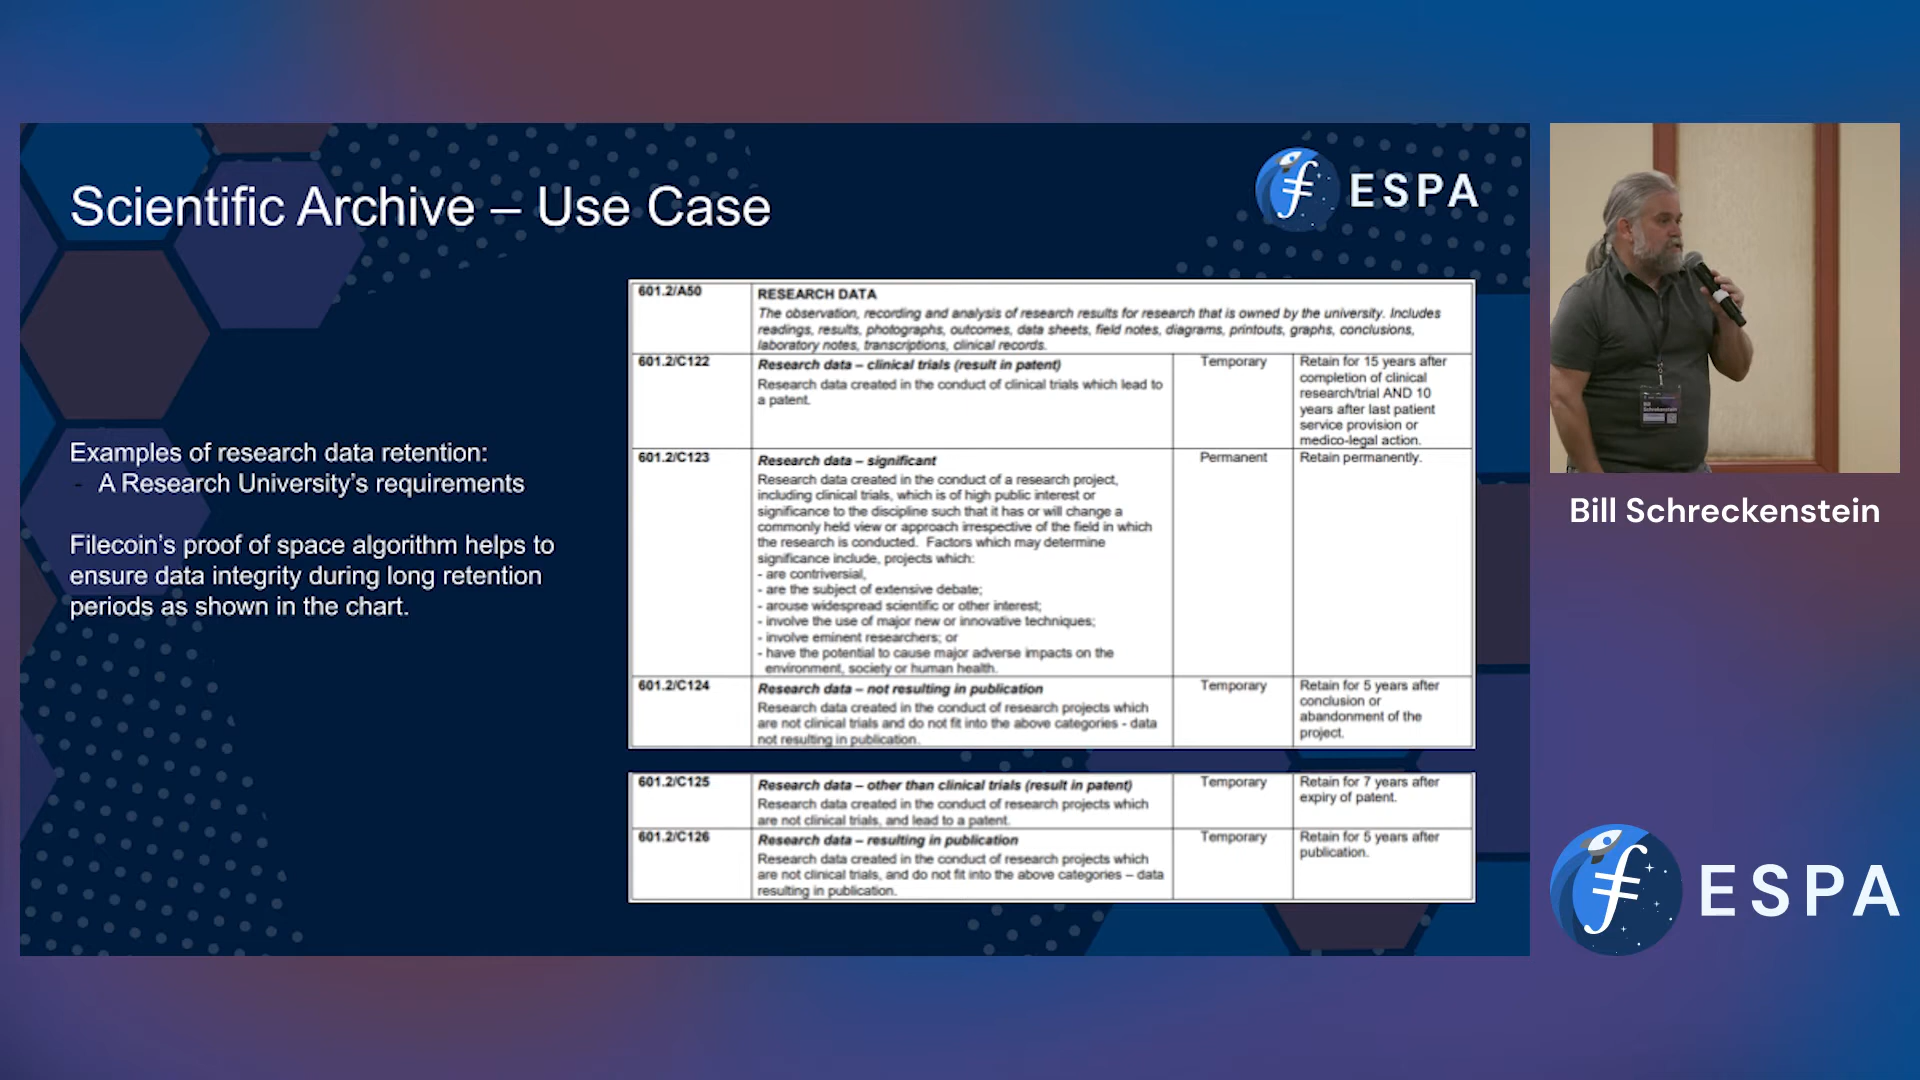 Scientific Archive – Use Case
ESPA
Examples of research data retention:
- A Research University's requirements
Filecoin's proof of space algorithm helps to
ensure data integrity during long retention
periods as shown in the chart.
601.2/A50
RESEARCH DATA
The observation, recording and analysis of research results for research that is owned by the university. Includes
readings, results, photographs, outcomes, data sheets, field notes, diagrams, printouts, graphs, conclusions,
laboratory notes, transcriptions, clinical records.
601.2/C122
Research data – clinical trials (result in patent)
Research data created in the conduct of clinical trials which lead to
a patent.
Temporary
Retain for 15 years after
completion of clinical
research/trial AND 10
years after last patient
service provision or
medico-legal action.
601.2/C123
Research data – significant
Research data created in the conduct of a research project,
including clinical trials, which is of high public interest or
significance to the discipline such that it has or will change a
commonly held view or approach irrespective of the field in which
the research is conducted. Factors which may determine
significance include, projects which:
- are contriversial,
- are the subject of extensive debate;
- arouse widespread scientific or other interest;
- involve the use of major new or innovative techniques;
- involve eminent researchers; or
- have the potential to cause major adverse impacts on the
environment, society or human health.
Permanent
Retain permanently.
601.2/C124
Research data – not resulting in publication
Research data created in the conduct of research projects which
are not clinical trials and do not fit into the above categories - data
not resulting in publication.
Temporary
Retain for 5 years after
conclusion or
abandonment of the
project.
601.2/C125
Research data – other than clinical trials (result in patent)
Research data created in the conduct of research projects which
are not clinical trials, and lead to a patent.
Temporary
Retain for 7 years after
expiry of patent.
601.2/C126
Research data – resulting in publication
Research data created in the conduct of research projects which
are not clinical trials, and do not fit into the above categories – data
resulting in publication.
Temporary
Retain for 5 years after
publication.
Bill
Schreckenstein
Bill Schreckenstein
ESPA